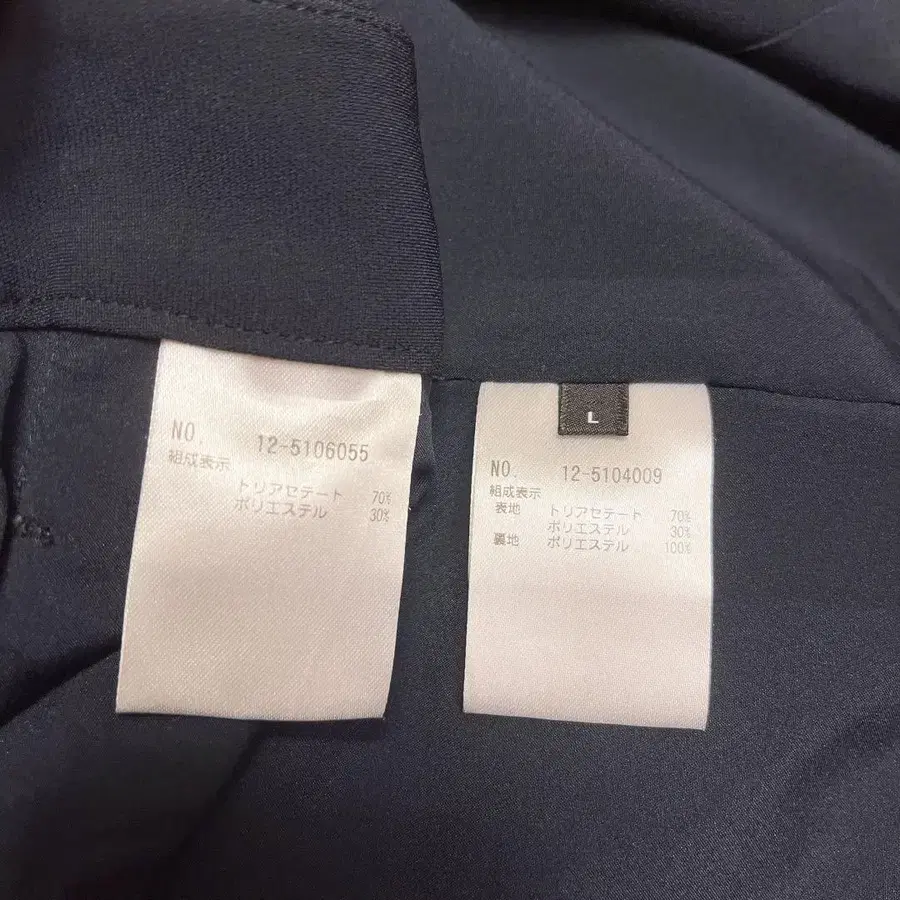 NO. 12-5106055
組成表示
トリアセテート 70%
ポリエステル 30%
L
NO. 12-5104009
組成表示
表地 トリアセテート 70%
ポリエステル 30%
裏地 ポリエステル 100%